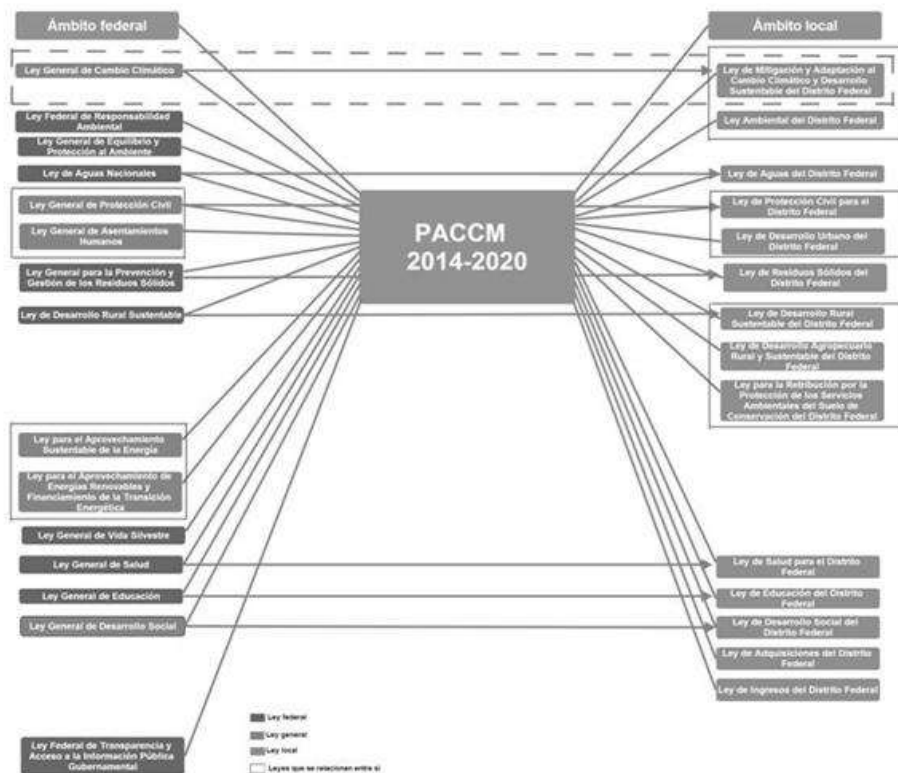 Ámbito federal
Ley General de Cambio Climático
Ley Federal de Responsabilidad
Ambiental
Ley General de Equilibrio y
Protección al Ambiente
Ley de Aguas Nacionales
Ley General de Protección Civil
Ley General de Asentamientos
Humanos
Ley General para la Prevención y
Gestión de los Residuos Sólidos
Ley de Desarrollo Rural Sustentable
Ley para el Aprovechamiento
Sustentable de la Energía
Ley para el Aprovechamiento de
Energías Renovables y
Financiamiento de la Transición
Energética
Ley General de Vida Silvestre
Ley General de Salud
Ley General de Educación
Ley General de Desarrollo Social
Ley Federal de Transparencia y
Acceso a la Información Pública
Gubernamental
PACCM
2014-2020
Ley federal
Ley general
Ley local
Leyes que se relacionan entre sí
Ámbito local
Ley de Mitigación y Adaptación al
Cambio Climático y Desarrollo
Sustentable del Distrito Federal
Ley Ambiental del Distrito Federal
Ley de Aguas del Distrito Federal
Ley de Protección Civil para el
Distrito Federal
Ley de Desarrollo Urbano del
Distrito Federal
Ley de Residuos Sólidos del
Distrito Federal
Ley de Desarrollo Rural
Sustentable del Distrito Federal
Ley de Desarrollo Agropecuario
Rural y Sustentable del Distrito
Federal
Ley para la Retribución por la
Protección de los Servicios
Ambientales del Suelo de
Conservación del Distrito Federal
Ley de Salud para el Distrito
Federal
Ley de Educación del Distrito
Federal
Ley de Desarrollo Social del
Distrito Federal
Ley de Adquisiciones del Distrito
Federal
Ley de Ingresos del Distrito Federal